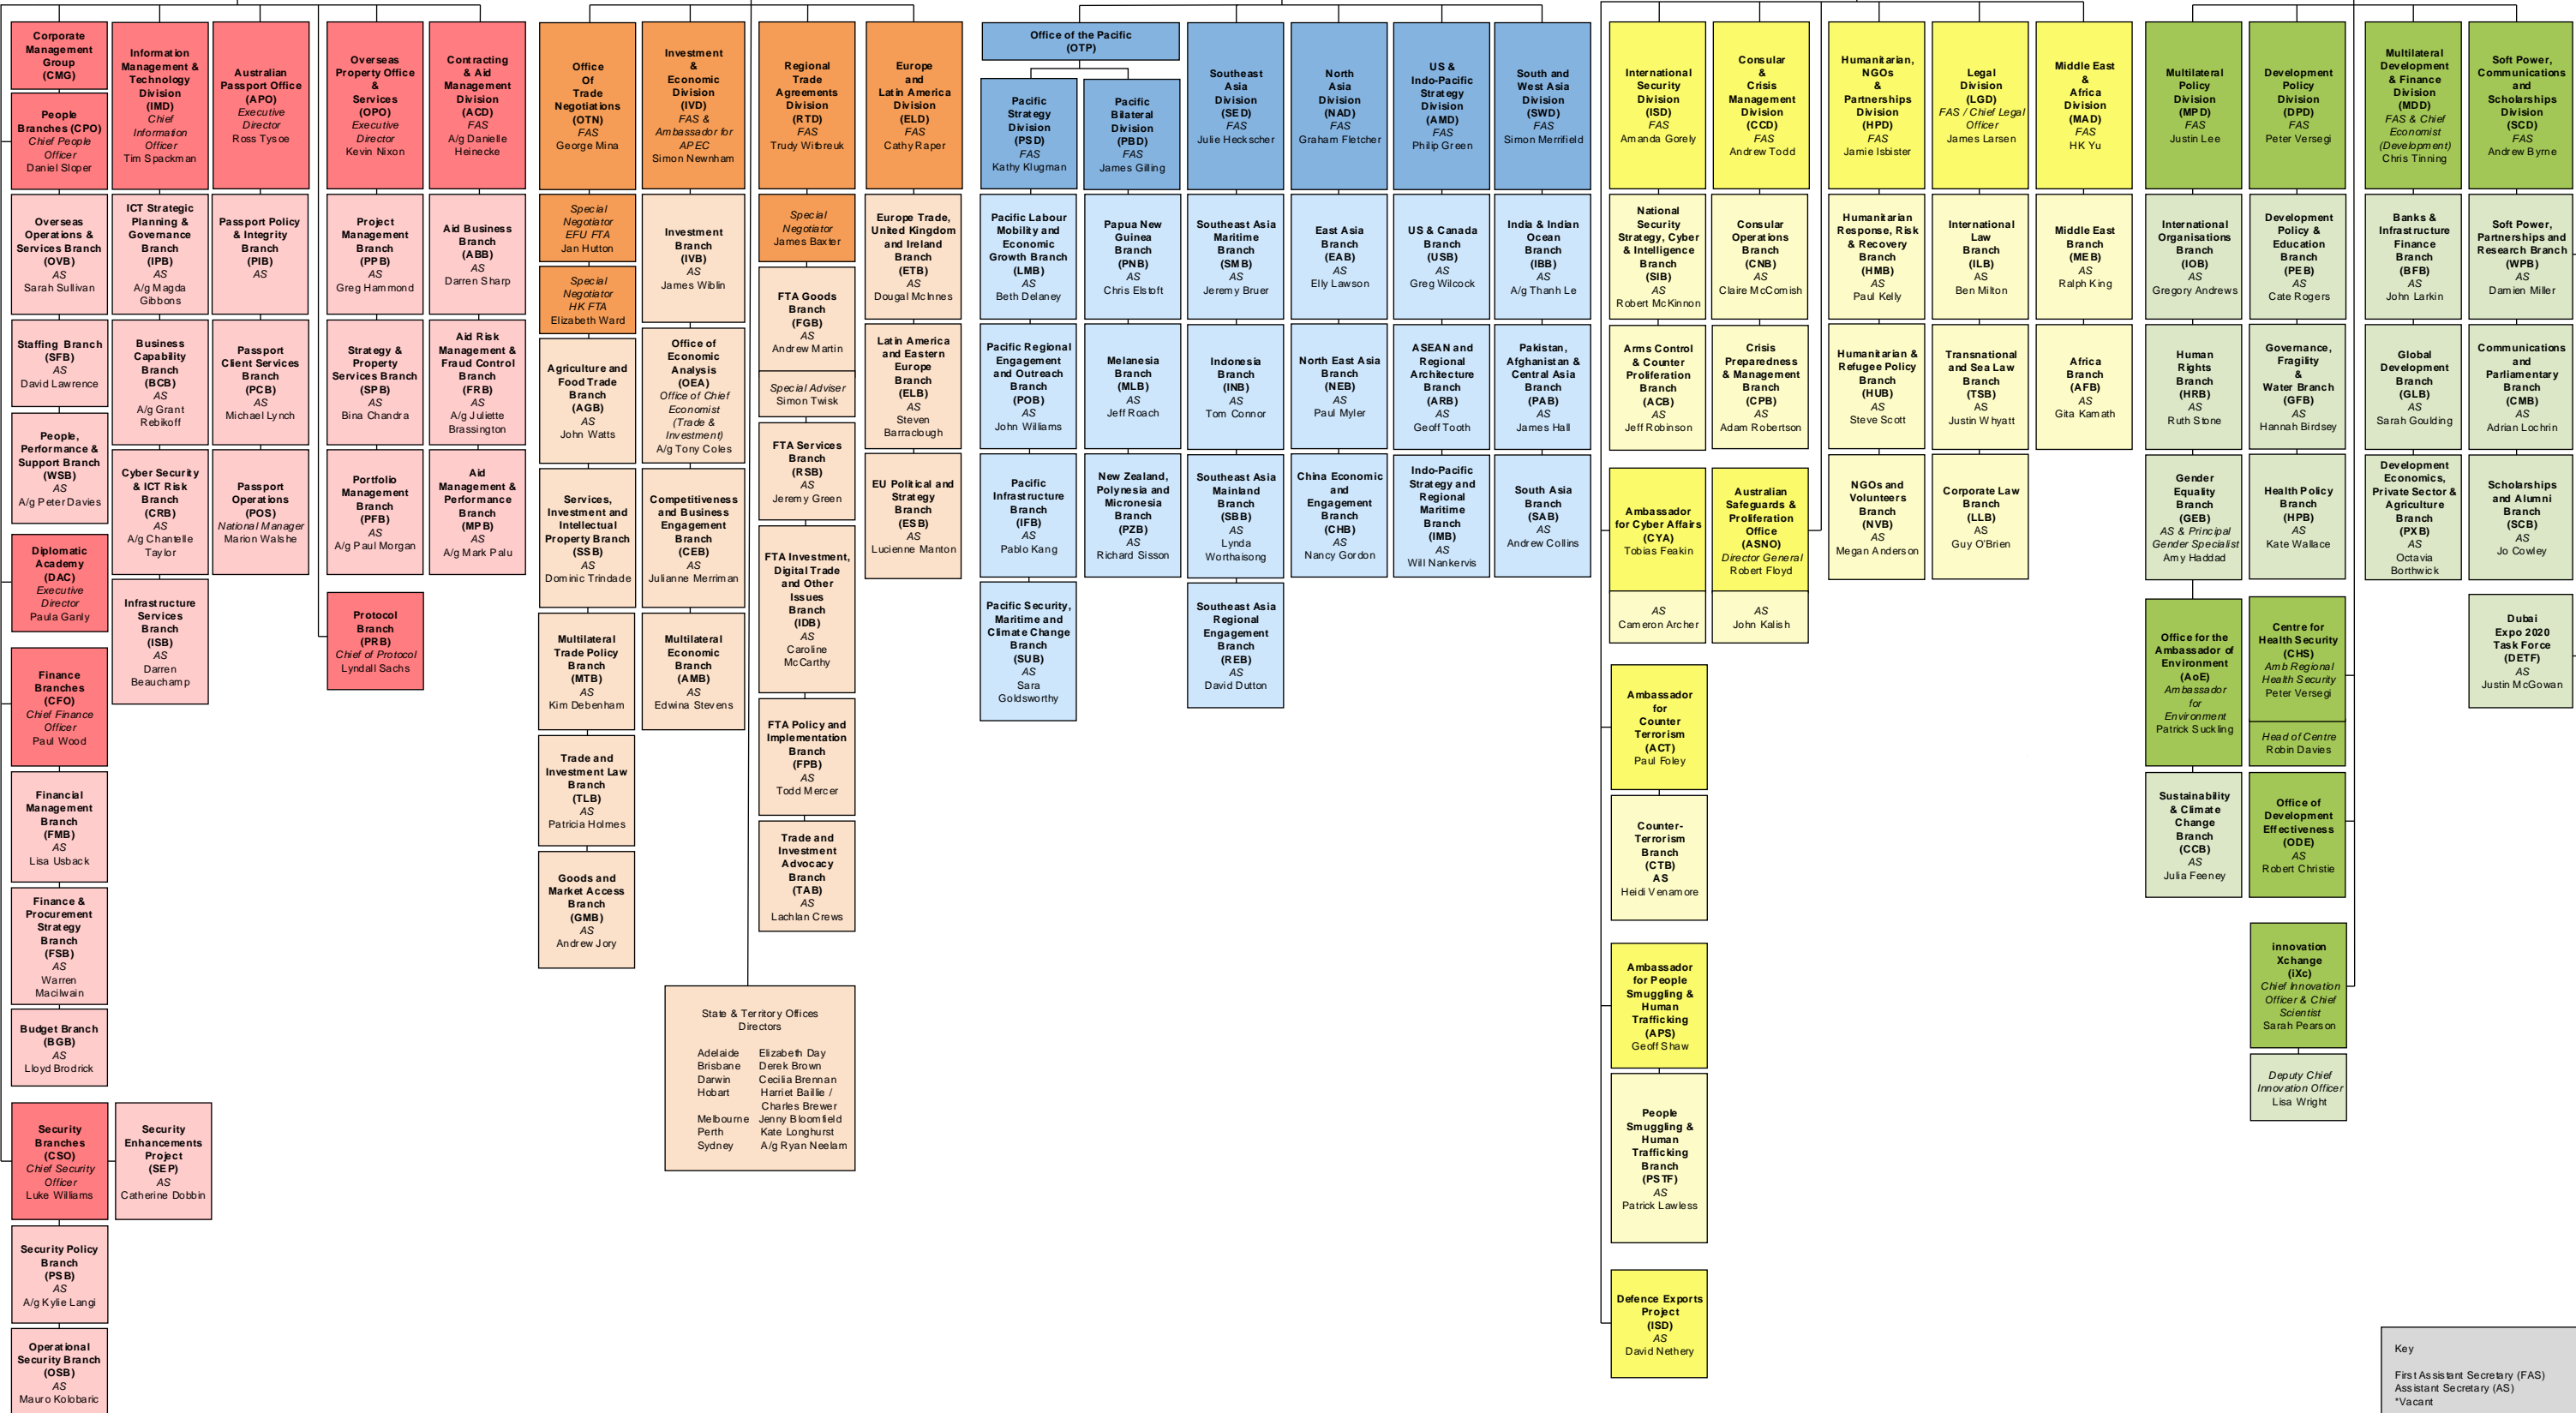 Corporate
Management
Group
(CMG)
People
Branches (CPO)
Chief People
Officer
Daniel Sloper
Overseas
Operations &
Services Branch
(OVB)
AS
Sarah Sullivan
Staffing Branch
(SFB)
AS
David Lawrence
People,
Performance &
Support Branch
(WSB)
AS
A/g Peter Davies
Diplomatic
Academy
(DAC)
Executive
Director
Paula Ganly
Finance
Branches
(CFO)
Chief Finance
Officer
Paul Wood
Financial
Management
Branch
(FMB)
AS
Lisa Usback
Finance &
Procurement
Strategy
Branch
(FSB)
AS
Warren
Macilwain
Budget Branch
(BGB)
AS
Lloyd Brodrick
Security
Branches
(CSO)
Chief Security
Officer
Luke Williams
Security
Enhancements
Project
(SEP)
AS
Catherine Dobbin
Security Policy
Branch
(PSB)
AS
A/g Kylie Langi
Operational
Security Branch
(OSB)
AS
Mauro Kolobaric
Information
Management &
Technology
Division
(IMD)
Chief
Information
Officer
Tim Spackman
ICT Strategic
Planning &
Governance
Branch
(IPB)
AS
A/g Magda
Gibbons
Business
Capability
Branch
(BCB)
AS
A/g Grant
Rebikoff
Cyber Security
& ICT Risk
Branch
(CRB)
AS
A/g Chantelle
Taylor
Infrastructure
Services
Branch
(ISB)
AS
Darren
Beauchamp
Australian
Passport Office
(APO)
Executive
Director
Ross Tysoe
Passport Policy
& Integrity
Branch
(PIB)
AS
Passport
Client Services
Branch
(PCB)
AS
Michael Lynch
Passport
Operations
(POS)
National Manager
Marion Walshe
Overseas
Property Office
&
Services
(OPO)
Executive
Director
Kevin Nixon
Project
Management
Branch
(PPB)
AS
Greg Hammond
Strategy &
Property
Services Branch
(SPB)
AS
Bina Chandra
Portfolio
Management
Branch
(PFB)
AS
A/g Paul Morgan
Protocol
Branch
(PRB)
Chief of Protocol
Lyndall Sachs
Contracting
& Aid
Management
Division
(ACD)
FAS
A/g Danielle
Heinecke
Aid Business
Branch
(ABB)
AS
Darren Sharp
Aid Risk
Management &
Fraud Control
Branch
(FRB)
AS
A/g Juliette
Brassington
Aid
Management &
Performance
Branch
(MPB)
AS
A/g Mark Palu
Office
Of
Trade
Negotiations
(OTN)
FAS
George Mina
Special
Negotiator
EFU FTA
Jan Hutton
Special
Negotiator
HK FTA
Elizabeth Ward
Agriculture and
Food Trade
Branch
(AGB)
AS
John Watts
Services,
Investment and
Intellectual
Property Branch
(SSB)
AS
Dominic Trindade
Multilateral
Trade Policy
Branch
(MTB)
AS
Kim Debenham
Trade and
Investment Law
Branch
(TLB)
AS
Patricia Holmes
Goods and
Market Access
Branch
(GMB)
AS
Andrew Jory
Investment
&
Economic
Division
(IVD)
FAS &
Ambassador for
APEC
Simon Newnham
Investment
Branch
(IVB)
AS
James Wiblin
Office of
Economic
Analysis
(OEA)
Office of Chief
Economist
(Trade &
Investment)
A/g Tony Coles
Competitiveness
and Business
Engagement
Branch
(CEB)
AS
Julianne Merriman
Multilateral
Economic
Branch
(AMB)
AS
Edwina Stevens
Regional
Trade
Agreements
Division
(RTD)
FAS
Trudy Witbreuk
Special
Negotiator
James Baxter
FTA Goods
Branch
(FGB)
AS
Andrew Martin
Special Adviser
Simon Twisk
FTA Services
Branch
(RSB)
AS
Jeremy Green
FTA Investment,
Digital Trade
and Other
Issues
Branch
(IDB)
AS
Caroline
McCarthy
FTA Policy and
Implementation
Branch
(FPB)
AS
Todd Mercer
Trade and
Investment
Advocacy
Branch
(TAB)
AS
Lachlan Crews
State & Territory Offices
Directors
Adelaide Elizabeth Day
Brisbane Derek Brown
Darwin Cecilia Brennan
Hobart Harriet Baillie /
Charles Brewer
Melbourne Jenny Bloomfield
Perth Kate Longhurst
Sydney A/g Ryan Neelam
Europe
and
Latin America
Division
(ELD)
FAS
Cathy Raper
Europe Trade,
United Kingdom
and Ireland
Branch
(ETB)
AS
Dougal McInnes
Latin America
and Eastern
Europe
Branch
(ELB)
AS
Steven
Barraclough
EU Political and
Strategy
Branch
(ESB)
AS
Lucienne Manton
Office of the Pacific
(OTP)
Pacific
Strategy
Division
(PSD)
FAS
Kathy Klugman
Pacific Labour
Mobility and
Economic
Growth Branch
(LMB)
AS
Beth Delaney
Pacific Regional
Engagement
and Outreach
Branch
(POB)
AS
John Williams
Pacific
Infrastructure
Branch
(IFB)
AS
Pablo Kang
Pacific Security,
Maritime and
Climate Change
Branch
(SUB)
AS
Sara
Goldsworthy
Pacific
Bilateral
Division
(PBD)
FAS
James Gilling
Papua New
Guinea
Branch
(PNB)
AS
Chris Elstoft
Melanesia
Branch
(MLB)
AS
Jeff Roach
New Zealand,
Polynesia and
Micronesia
Branch
(PZB)
AS
Richard Sisson
Southeast
Asia
Division
(SED)
FAS
Julie Heckscher
Southeast Asia
Maritime
Branch
(SMB)
AS
Jeremy Bruer
Indonesia
Branch
(INB)
AS
Tom Connor
Southeast Asia
Mainland
Branch
(SBB)
AS
Lynda
Worthaisong
Southeast Asia
Regional
Engagement
Branch
(REB)
AS
David Dutton
North
Asia
Division
(NAD)
FAS
Graham Fletcher
East Asia
Branch
(EAB)
AS
Elly Lawson
North East Asia
Branch
(NEB)
AS
Paul Myler
China Economic
and
Engagement
Branch
(CHB)
AS
Nancy Gordon
US &
Indo-Pacific
Strategy
Division
(AMD)
FAS
Philip Green
US & Canada
Branch
(USB)
AS
Greg Wilcock
ASEAN and
Regional
Architecture
Branch
(ARB)
AS
Geoff Tooth
Indo-Pacific
Strategy and
Regional
Maritime
Branch
(IMB)
AS
Will Nankervis
South and
West Asia
Division
(SWD)
FAS
Simon Merrifield
India & Indian
Ocean
Branch
(IBB)
AS
A/g Thanh Le
Pakistan,
Afghanistan &
Central Asia
Branch
(PAB)
AS
James Hall
South Asia
Branch
(SAB)
AS
Andrew Collins
International
Security
Division
(ISD)
FAS
Amanda Gorely
National
Security
Strategy, Cyber
& Intelligence
Branch
(SIB)
AS
Robert McKinnon
Arms Control
& Counter
Proliferation
Branch
(ACB)
AS
Jeff Robinson
Ambassador
for Cyber Affairs
(CYA)
Tobias Feakin
AS
Cameron Archer
Ambassador
for
Counter
Terrorism
(ACT)
Paul Foley
Counter-
Terrorism
Branch
(CTB)
AS
Heidi Venamore
Ambassador
for People
Smuggling &
Human
Trafficking
(APS)
Geoff Shaw
People
Smuggling &
Human
Trafficking
Branch
(PSTF)
AS
Patrick Lawless
Defence Exports
Project
(ISD)
AS
David Nethery
Consular
&
Crisis
Management
Division
(CCD)
FAS
Andrew Todd
Consular
Operations
Branch
(CNB)
AS
Claire McComish
Crisis
Preparedness
& Management
Branch
(CPB)
AS
Adam Robertson
Australian
Safeguards &
Proliferation
Office
(ASNO)
Director General
Robert Floyd
AS
John Kalish
Humanitarian,
NGOs
&
Partnerships
Division
(HPD)
FAS
Jamie Isbister
Humanitarian
Response, Risk
& Recovery
Branch
(HMB)
AS
Paul Kelly
Humanitarian &
Refugee Policy
Branch
(HUB)
AS
Steve Scott
NGOs and
Volunteers
Branch
(NVB)
AS
Megan Anderson
Legal
Division
(LGD)
FAS / Chief Legal
Officer
James Larsen
International
Law
Branch
(ILB)
AS
Ben Milton
Transnational
and Sea Law
Branch
(TSB)
AS
Justin Whyatt
Corporate Law
Branch
(LLB)
AS
Guy O'Brien
Middle East
&
Africa
Division
(MAD)
FAS
HK Yu
Middle East
Branch
(MEB)
AS
Ralph King
Africa
Branch
(AFB)
AS
Gita Kamath
Multilateral
Policy
Division
(MPD)
FAS
Justin Lee
International
Organisations
Branch
(IOB)
AS
Gregory Andrews
Human
Rights
Branch
(HRB)
AS
Ruth Stone
Gender
Equality
Branch
(GEB)
AS & Principal
Gender Specialist
Amy Haddad
Office for the
Ambassador of
Environment
(AoE)
Ambassador
for
Environment
Patrick Suckling
Sustainability
& Climate
Change
Branch
(CCB)
AS
Julia Feeney
Development
Policy
Division
(DPD)
FAS
Peter Versegi
Development
Policy &
Education
Branch
(PEB)
AS
Cate Rogers
Governance,
Fragility
&
Water Branch
(GFB)
AS
Hannah Birdsey
Health Policy
Branch
(HPB)
AS
Kate Wallace
Centre for
Health Security
(CHS)
Amb Regional
Health Security
Peter Versegi
Head of Centre
Robin Davies
Office of
Development
Effectiveness
(ODE)
AS
Robert Christie
innovation
Xchange
(iXc)
Chief Innovation
Officer & Chief
Scientist
Sarah Pearson
Deputy Chief
Innovation Officer
Lisa Wright
Multilateral
Development
& Finance
Division
(MDD)
FAS & Chief
Economist
(Development)
Chris Tinning
Banks &
Infrastructure
Finance
Branch
(BFB)
AS
John Larkin
Global
Development
Branch
(GLB)
AS
Sarah Goulding
Development
Economics,
Private Sector &
Agriculture
Branch
(PXB)
AS
Octavia
Borthwick
Soft Power,
Communications
and
Scholarships
Division
(SCD)
FAS
Andrew Byrne
Soft Power,
Partnerships and
Research Branch
(WPB)
AS
Damien Miller
Communications
and
Parliamentary
Branch
(CMB)
AS
Adrian Lochrin
Scholarships
and Alumni
Branch
(SCB)
AS
Jo Cowley
Dubai
Expo 2020
Task Force
(DETF)
AS
Justin McGowan
Key
First Assistant Secretary (FAS)
Assistant Secretary (AS)
*Vacant